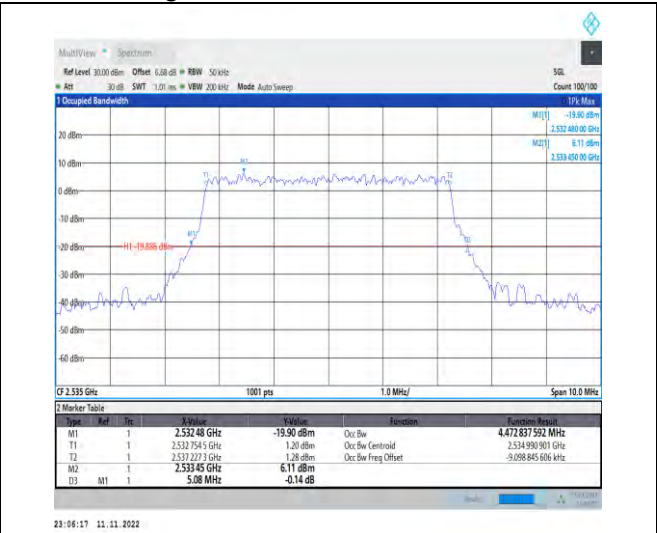 MultiView Spectrum
Ref Level 30.00 dBm Offset 6.68 dB RBW 50 kHz SGL
Att 30 dB SWT 1.01 ms VBW 200 kHz Mode Auto Sweep Count 100/100
1 Occupied Bandwidth 1Pk Max
M1[1] -19.90 dBm
2.532 480 00 GHz
M2[1] 6.11 dBm
2.533 450 00 GHz
20 dBm
10 dBm
T1 M2 T2
0 dBm
-10 dBm
M1 D3
-20 dBm H1 -19.886 dBm
-30 dBm
-40 dBm
-50 dBm
-60 dBm
CF 2.535 GHz 1001 pts 1.0 MHz/ Span 10.0 MHz
2 Marker Table
Type Ref Trc X-Value Y-Value Function Function Result
M1 1 2.532 48 GHz -19.90 dBm Occ Bw 4.472 837 592 MHz
T1 1 2.532 754 5 GHz 1.20 dBm Occ Bw Centroid 2.534 990 901 GHz
T2 1 2.537 227 3 GHz 1.28 dBm Occ Bw Freq Offset -9.098 845 606 kHz
M2 1 2.533 45 GHz 6.11 dBm
D3 M1 1 5.08 MHz -0.14 dB
23:06:17 11.11.2022